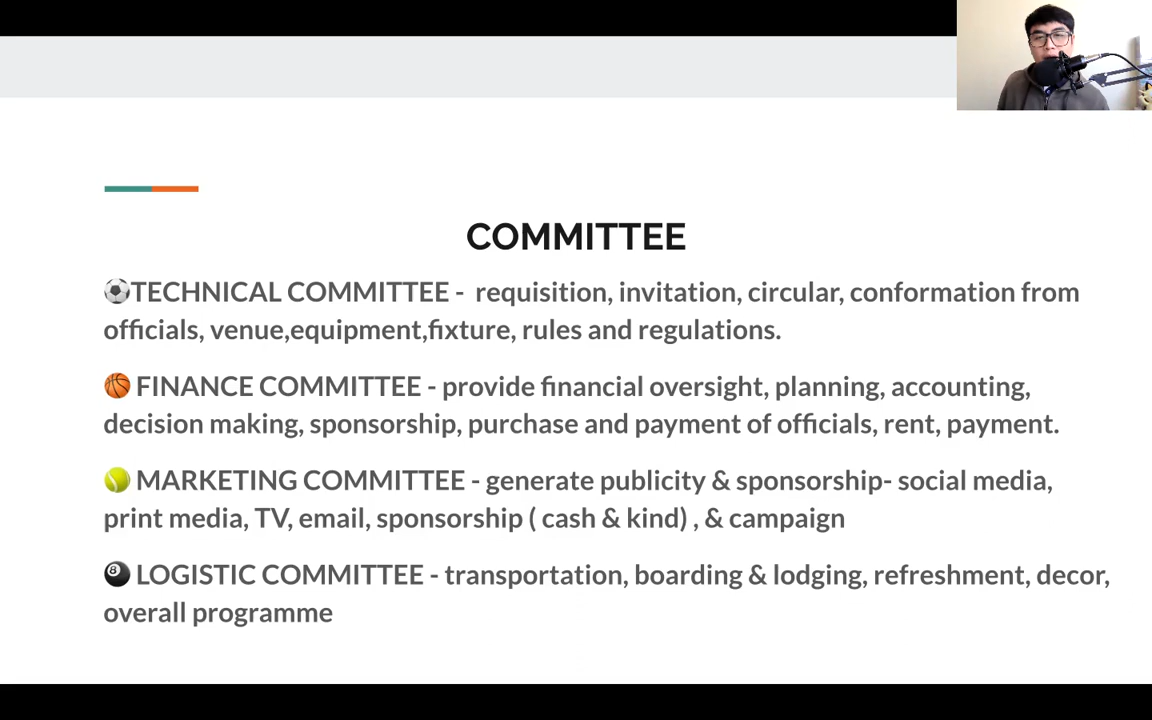 COMMITTEE
⚽TECHNICAL COMMITTEE - requisition, invitation, circular, conformation from
officials, venue,equipment,fixture, rules and regulations.
🏀 FINANCE COMMITTEE - provide financial oversight, planning, accounting,
decision making, sponsorship, purchase and payment of officials, rent, payment.
🎾 MARKETING COMMITTEE - generate publicity & sponsorship- social media,
print media, TV, email, sponsorship ( cash & kind) , & campaign
🎱 LOGISTIC COMMITTEE - transportation, boarding & lodging, refreshment, decor,
overall programme